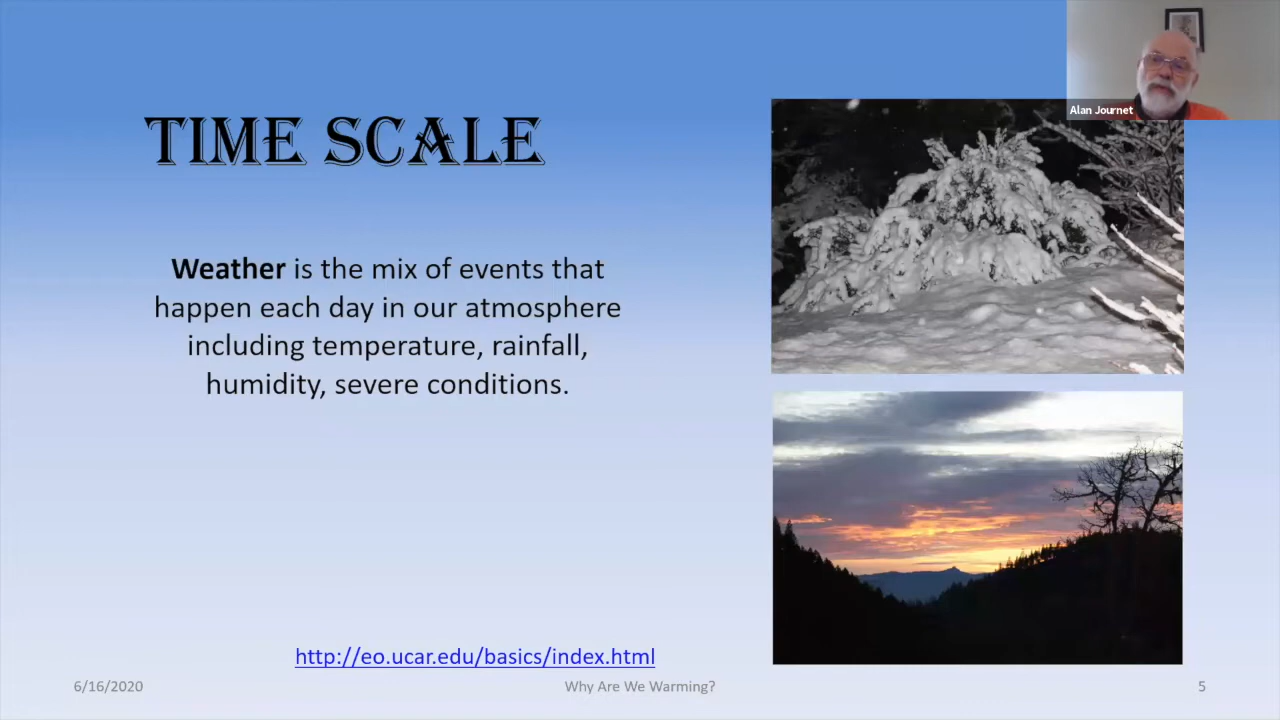 Alan Journet
TIME SCALE
Weather is the mix of events that
happen each day in our atmosphere
including temperature, rainfall,
humidity, severe conditions.
http://eo.ucar.edu/basics/index.html
6/16/2020
Why Are We Warming?
5